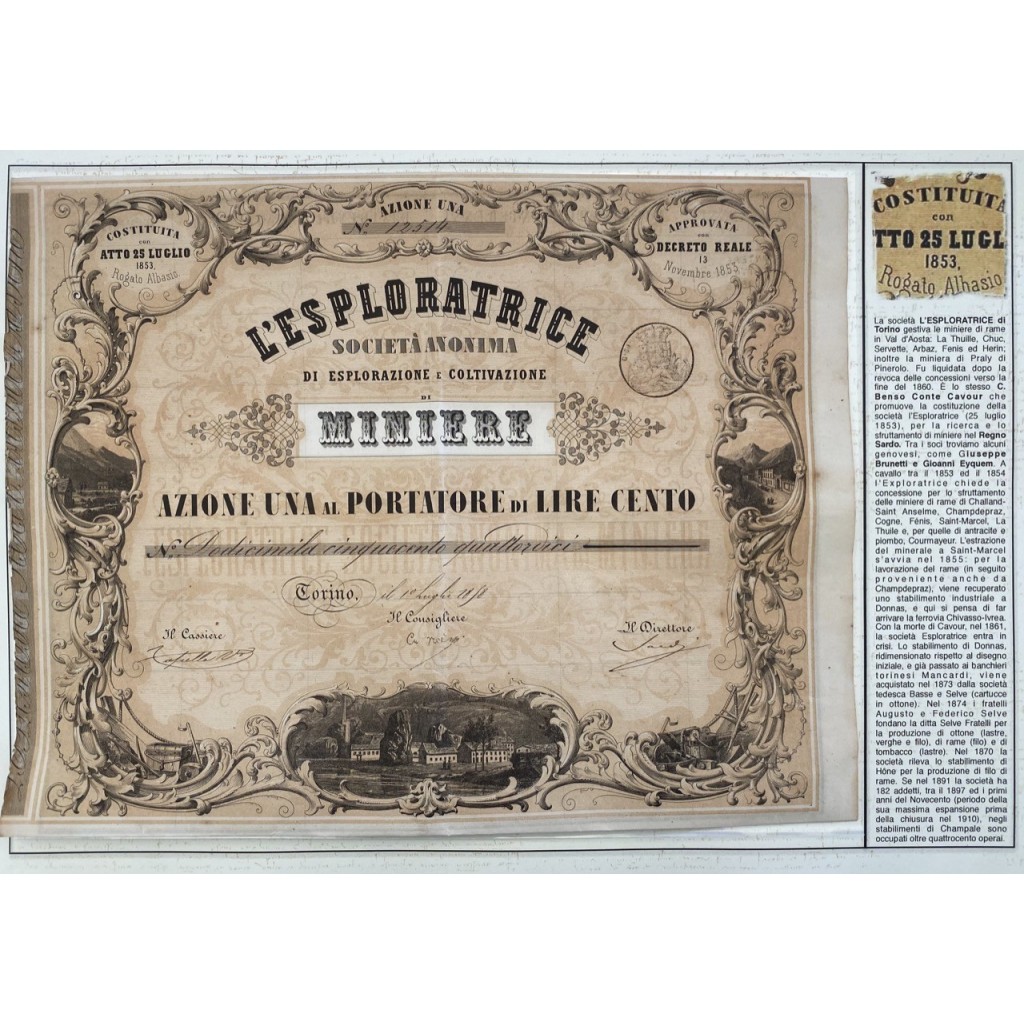 COSTITUITA
con
ATTO 25 LUGLIO
1853.
Rogato Albasio
AZIONE UNA
N. 12514
APPROVATA
con
DECRETO REALE
13
Novembre 1853
L'ESPLORATRICE
SOCIETÀ ANONIMA
DI ESPLORAZIONE E COLTIVAZIONE
DI
MINIERE
AZIONE UNA AL PORTATORE DI LIRE CENTO
N. Dodicimila cinquecento quattordici
Torino, il 1º Luglio
Il Consigliere
Il Cassiere
Il Direttore
COSTITUITA
con
TTO 25 LUGL
1853.
Rogato Albasio
La società L'ESPLORATRICE di
Torino gestiva le miniere di rame
in Val d'Aosta: La Thuille, Chuc,
Servette, Arbaz, Fenis ed Herin;
inoltre la miniera di Praly di
Pinerolo. Fu liquidata dopo la
revoca delle concessioni verso la
fine del 1860. È lo stesso C.
Benso Conte Cavour che
promuove la costituzione della
società l'Esploratrice (25 luglio
1853), per la ricerca e lo
sfruttamento di miniere nel Regno
Sardo. Tra i soci troviamo alcuni
genovesi, come Giuseppe
Brunetti e Gioanni Eyquem. A
cavallo tra il 1853 ed il 1854
l'Esploratrice chiede la
concessione per lo sfruttamento
delle miniere di rame di Challand-
Saint Anselme, Champdepraz,
Cogne, Fénis, Saint-Marcel, La
Thuile e, per quelle di antracite e
piombo, Courmayeur. L'estrazione
del minerale a Saint-Marcel
s'avvia nel 1855: per la
lavorazione del rame (in seguito
proveniente anche da
Champdepraz), viene recuperato
uno stabilimento industriale a
Donnas, e qui si pensa di far
arrivare la ferrovia Chivasso-Ivrea.
Con la morte di Cavour, nel 1861,
la società Esploratrice entra in
crisi. Lo stabilimento di Donnas,
ridimensionato rispetto al disegno
iniziale, e già passato ai banchieri
torinesi Mancardi, viene
acquistato nel 1873 dalla società
tedesca Basse e Selve (cartucce
in ottone). Nel 1874 i fratelli
Augusto e Federico Selve
fondano la ditta Selve Fratelli per
la produzione di ottone (lastre,
verghe e filo), di rame (filo) e di
tombacco (lastre). Nel 1870 la
società rileva lo stabilimento di
Hône per la produzione di filo di
rame. Se nel 1891 la società ha
182 addetti, tra il 1897 ed i primi
anni del Novecento (periodo della
sua massima espansione prima
della chiusura nel 1910), negli
stabilimenti di Champale sono
occupati oltre quattrocento operai.